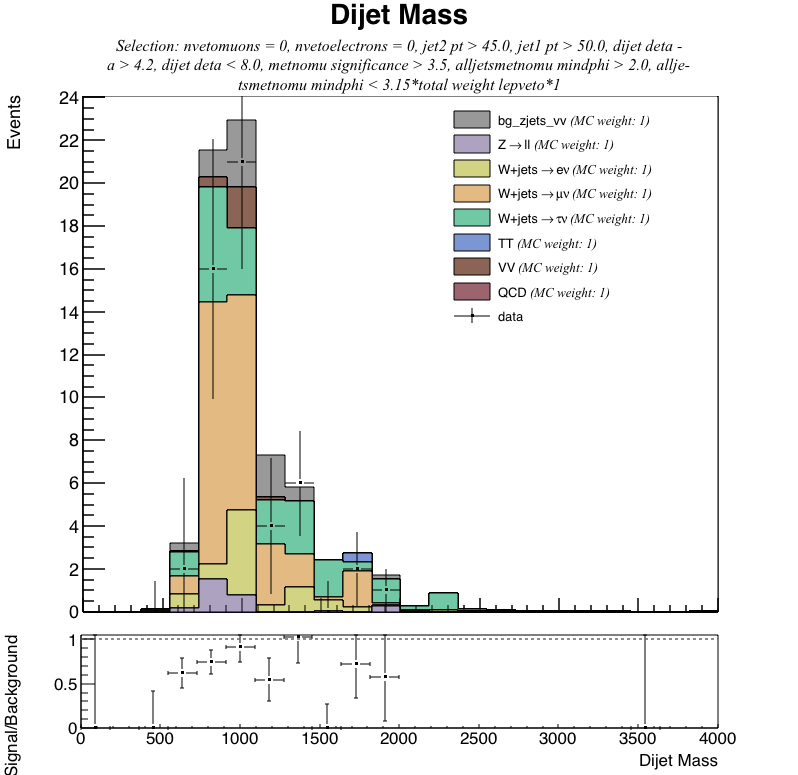 Dijet Mass
Selection: nvetomuons = 0, nvetoelectrons = 0, jet2 pt > 45.0, jet1 pt > 50.0, dijet deta -
a > 4.2, dijet deta < 8.0, metnomu significance > 3.5, alljetsmetnomu mindphi > 2.0, allje-
tsmetnomu mindphi < 3.15*total weight lepveto*1
Events
24
22
20
18
16
14
12
10
8
6
4
2
0
bg_zjets_vv (MC weight: 1)
Z→ll (MC weight: 1)
W+jets→eν (MC weight: 1)
W+jets→μν (MC weight: 1)
W+jets→τν (MC weight: 1)
TT (MC weight: 1)
VV (MC weight: 1)
QCD (MC weight: 1)
data
Signal/Background
1
0.5
0
0 500 1000 1500 2000 2500 3000 3500 4000
Dijet Mass